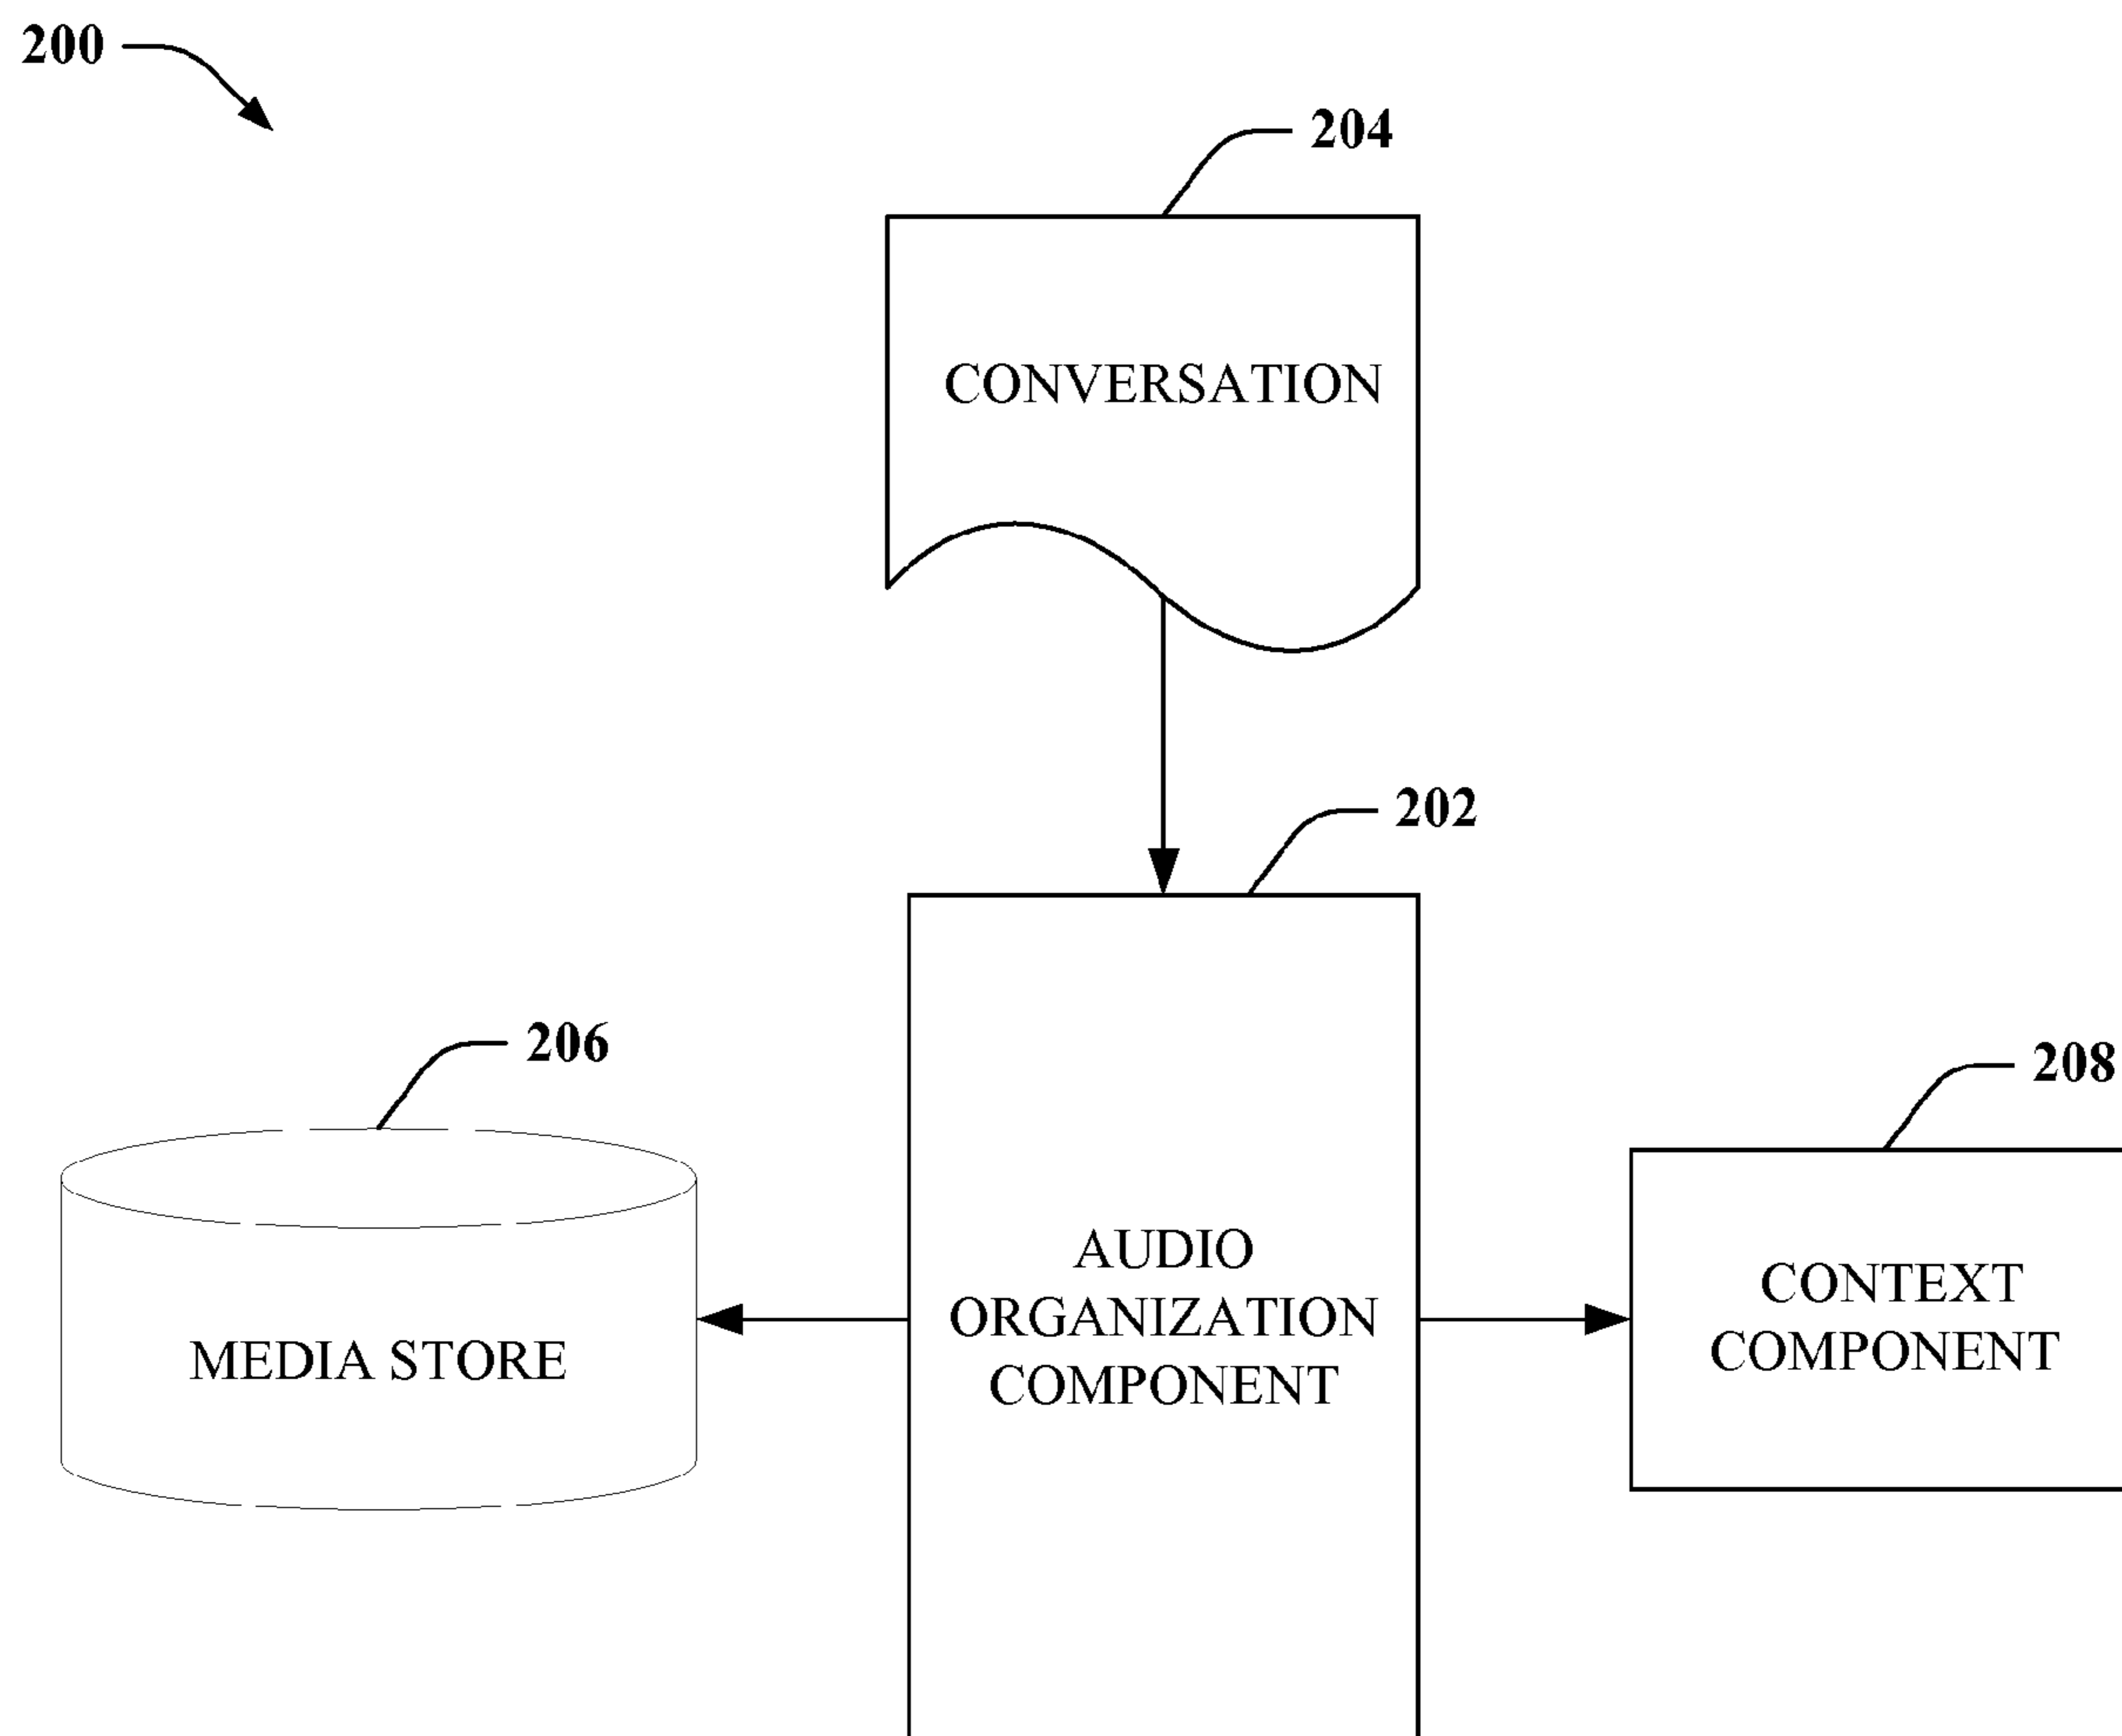 200
204
CONVERSATION
202
206
208
AUDIO
ORGANIZATION
COMPONENT
CONTEXT
COMPONENT
MEDIA STORE